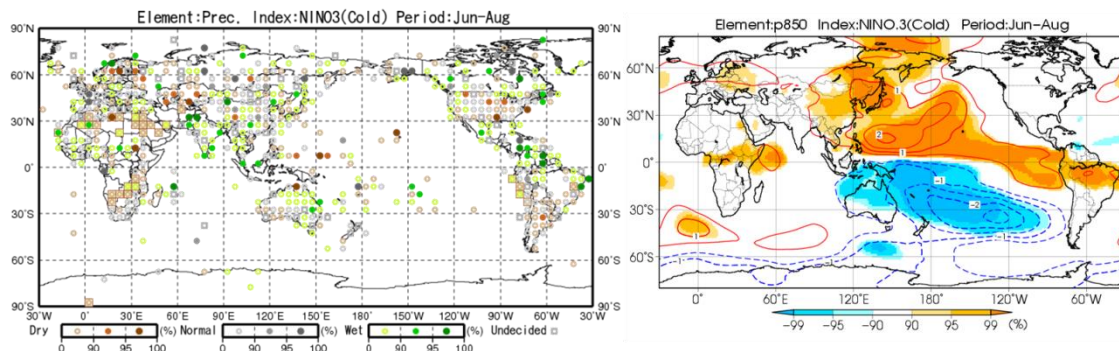 Element:Prec. Index:NINO3(Cold) Period:Jun-Aug
90°N
60°N
30°N
0°
30°S
60°S
90°S
30°W 0° 30°E 60°E 90°E 120°E 150°E 180° 150°W 120°W 90°W 60°W 30°W
Dry (%) Normal (%) Wet (%) Undecided
0 90 95 100 0 90 95 100 0 90 95 100
Element:p850 Index:NINO.3(Cold) Period:Jun-Aug
60°N
30°N
0°
30°S
60°S
1
2
1
-1
-2
-1
1
0° 60°E 120°E 180° 120°W 60°W
-99 -95 -90 90 95 99 (%)